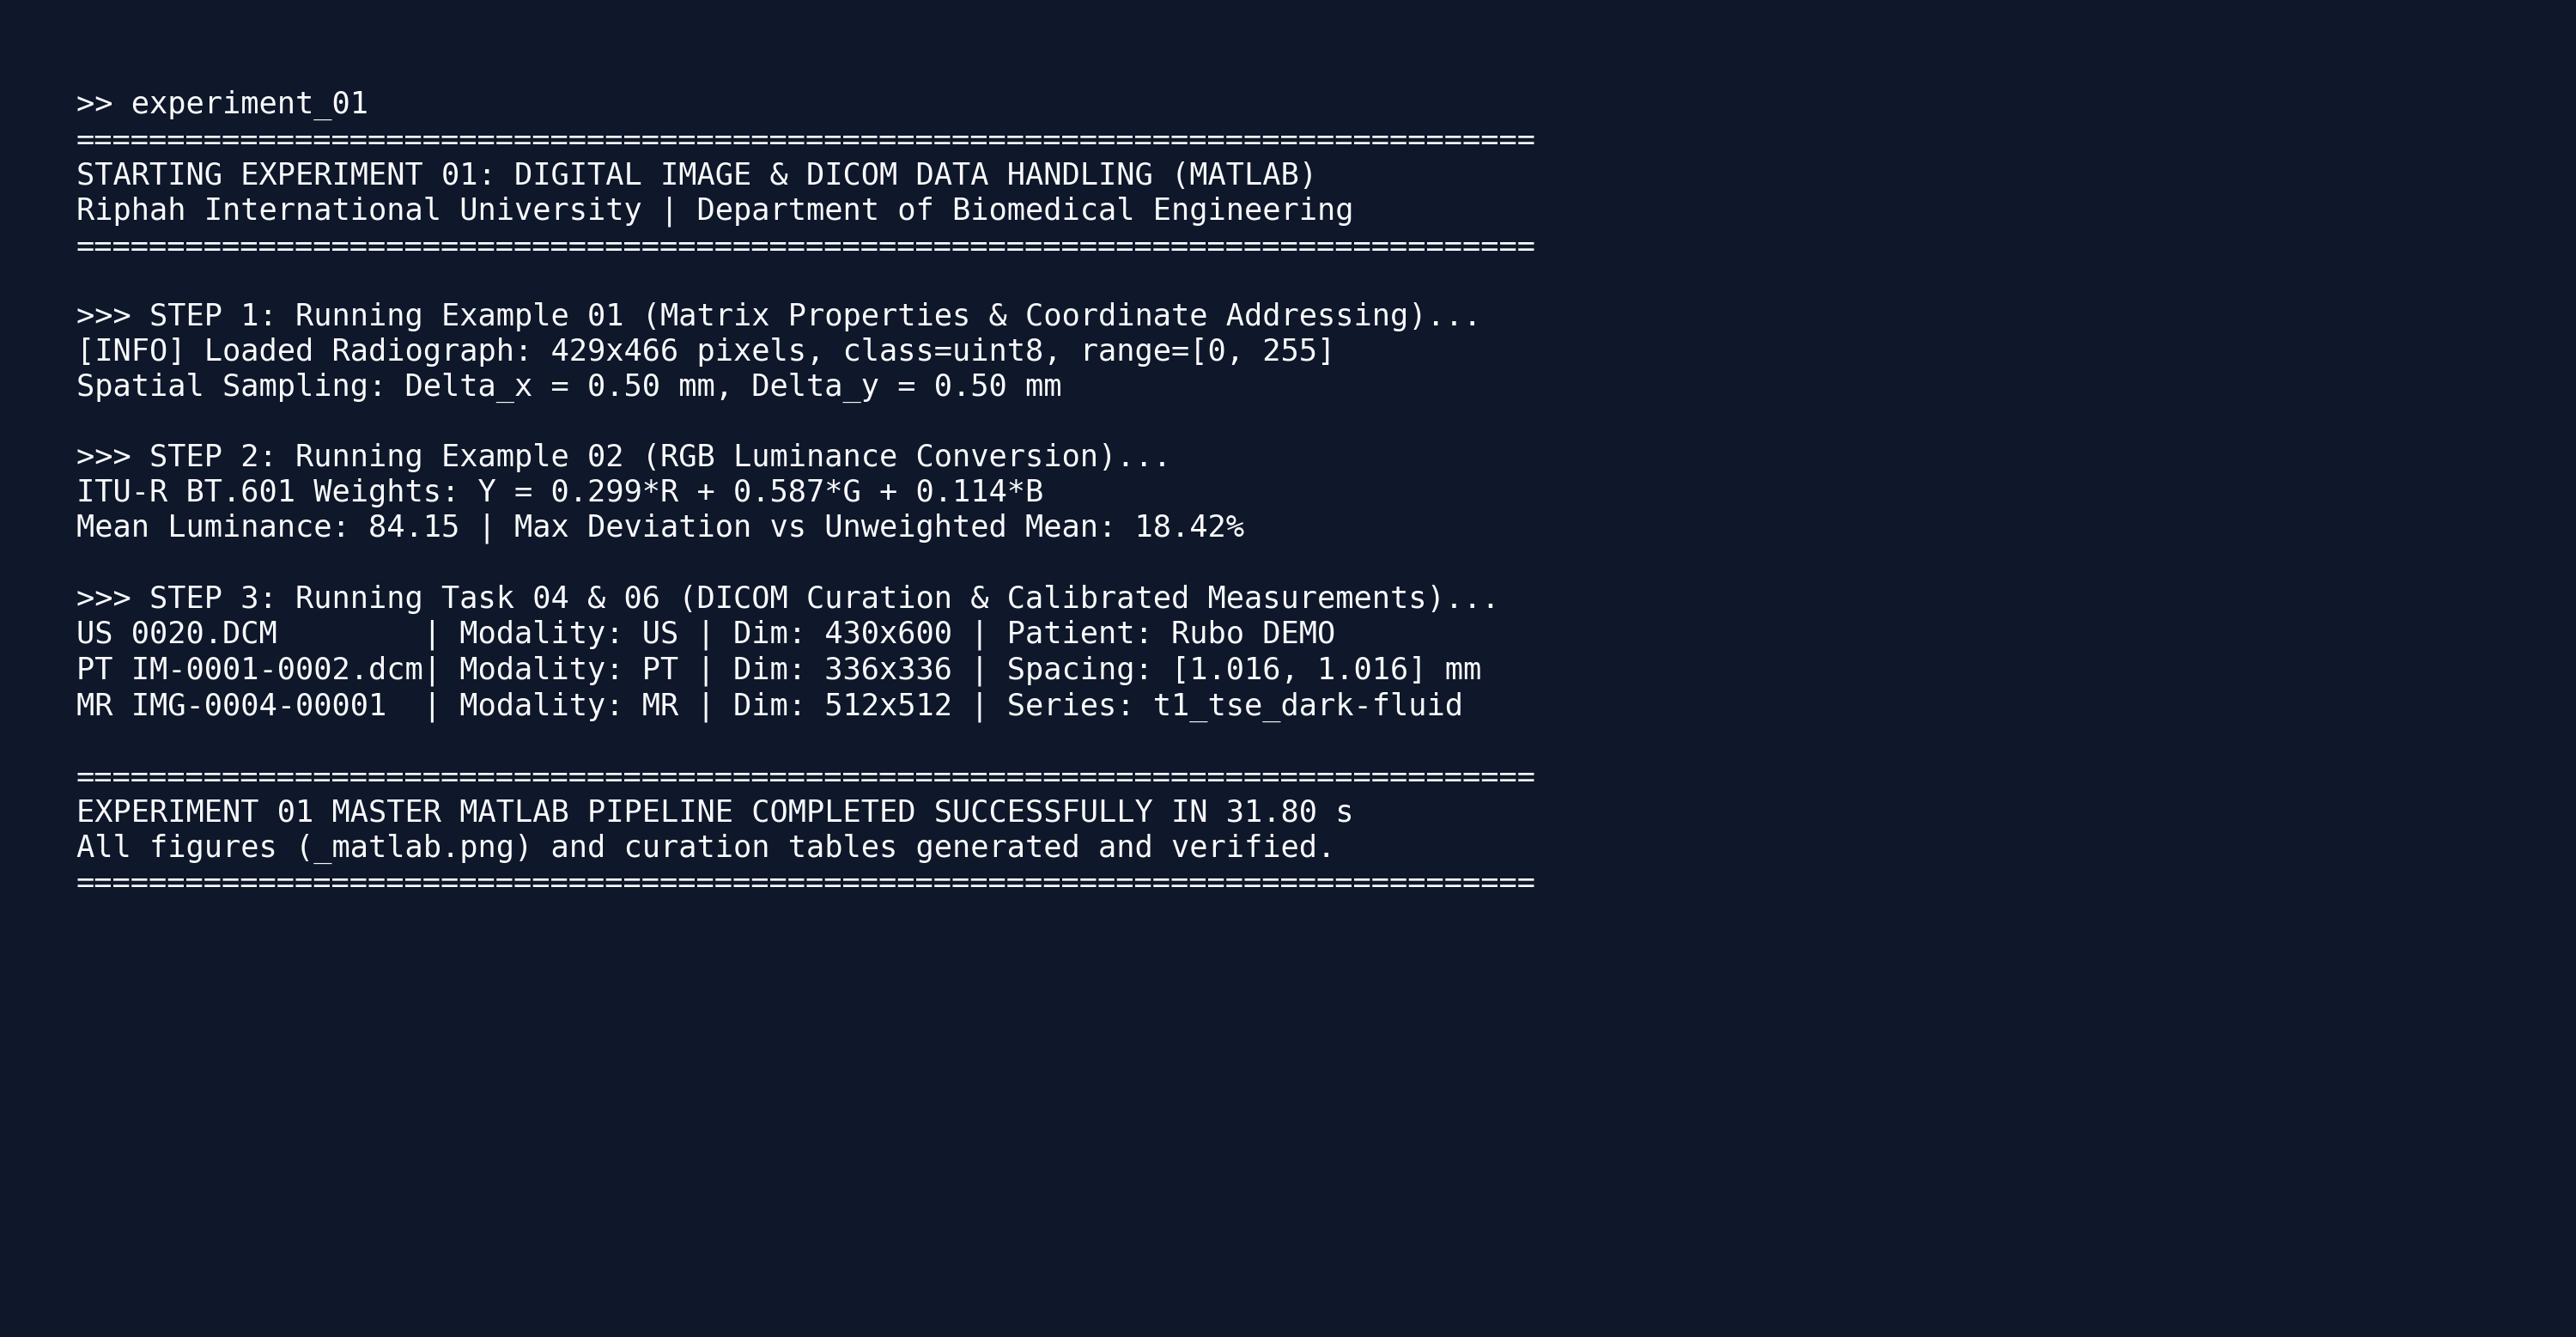 >> experiment_01
================================================================================
STARTING EXPERIMENT 01: DIGITAL IMAGE & DICOM DATA HANDLING (MATLAB)
Riphah International University | Department of Biomedical Engineering
================================================================================
>>> STEP 1: Running Example 01 (Matrix Properties & Coordinate Addressing)...
[INFO] Loaded Radiograph: 429x466 pixels, class=uint8, range=[0, 255]
Spatial Sampling: Delta_x = 0.50 mm, Delta_y = 0.50 mm
>>> STEP 2: Running Example 02 (RGB Luminance Conversion)...
ITU-R BT.601 Weights: Y = 0.299*R + 0.587*G + 0.114*B
Mean Luminance: 84.15 | Max Deviation vs Unweighted Mean: 18.42%
>>> STEP 3: Running Task 04 & 06 (DICOM Curation & Calibrated Measurements)...
US 0020.DCM        | Modality: US | Dim: 430x600 | Patient: Rubo DEMO
PT IM-0001-0002.dcm| Modality: PT | Dim: 336x336 | Spacing: [1.016, 1.016] mm
MR IMG-0004-00001  | Modality: MR | Dim: 512x512 | Series: t1_tse_dark-fluid
================================================================================
EXPERIMENT 01 MASTER MATLAB PIPELINE COMPLETED SUCCESSFULLY IN 31.80 s
All figures (_matlab.png) and curation tables generated and verified.
================================================================================